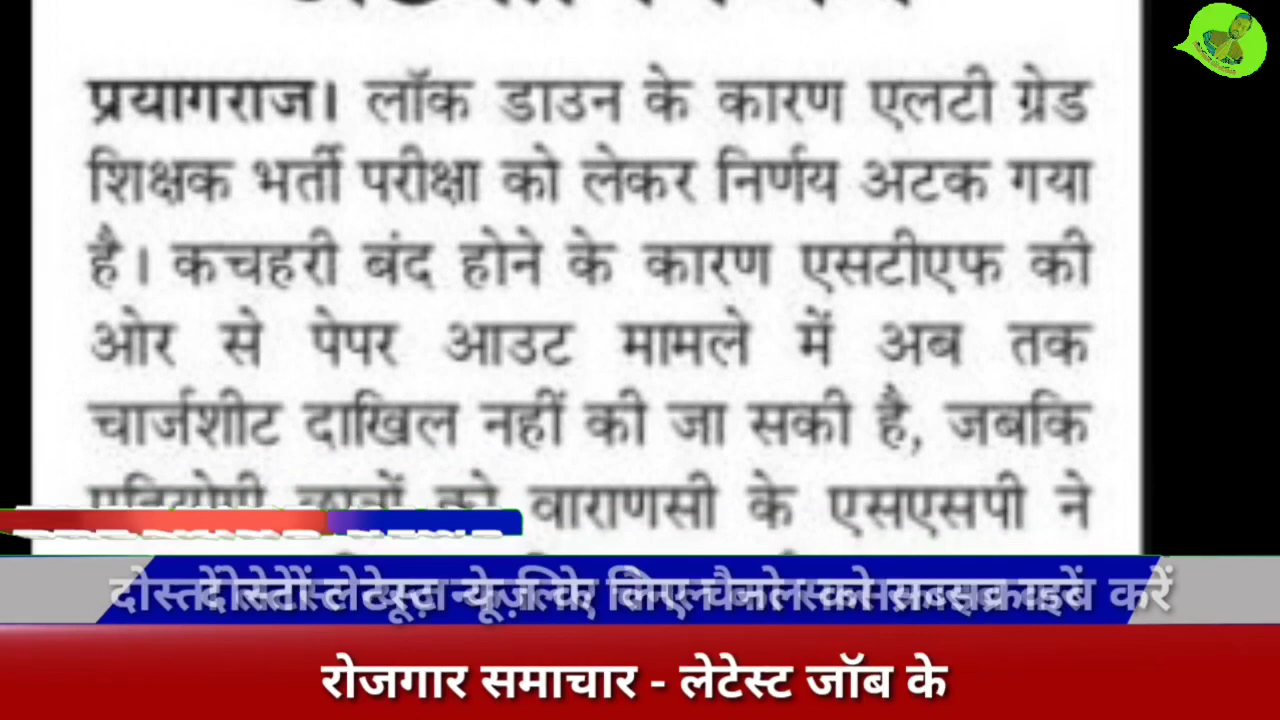 प्रयागराज। लॉक डाउन के कारण एलटी ग्रेड
शिक्षक भर्ती परीक्षा को लेकर निर्णय अटक गया
है। कचहरी बंद होने के कारण एसटीएफ की
ओर से पेपर आउट मामले में अब तक
चार्जशीट दाखिल नहीं की जा सकी है, जबकि
वाराणसी के एसएसपी ने
रोजगार समाचार - लेटेस्ट जॉब के